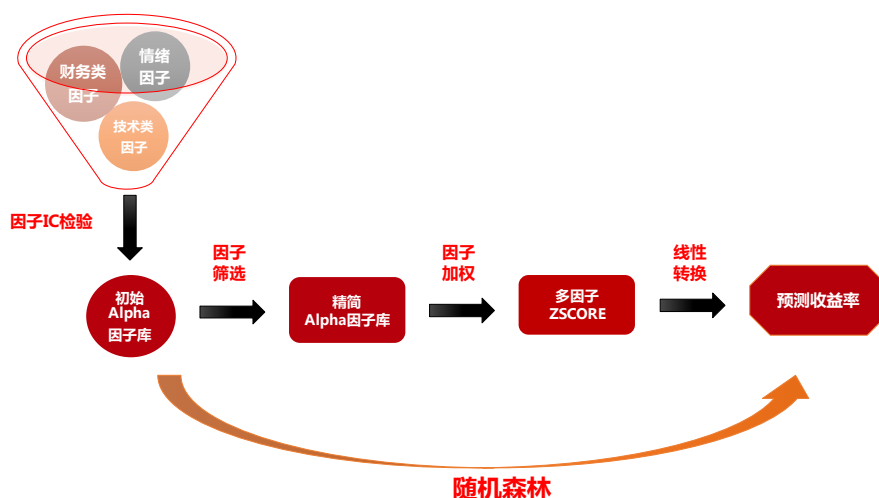 财务类
因子
情绪
因子
技术类
因子
因子IC检验
初始
Alpha
因子库
因子
筛选
精简
Alpha因子库
因子
加权
多因子
ZSCORE
线性
转换
预测收益率
随机森林